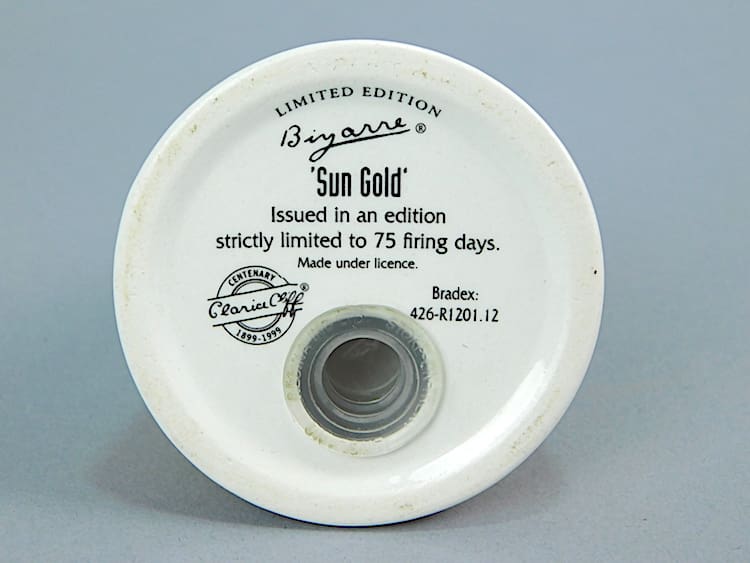 LIMITED EDITION
Bizarre ®
'Sun Gold'
Issued in an edition
strictly limited to 75 firing days.
Made under licence.
CENTENARY
Clarice Cliff ®
1899-1999
Bradex:
426-R1201.12